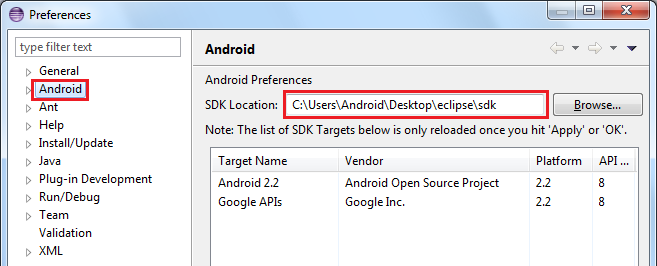 Preferences
type filter text
General
Android
Ant
Help
Install/Update
Java
Plug-in Development
Run/Debug
Team
Validation
XML
Android
Android Preferences
SDK Location: C:\Users\Android\Desktop\eclipse\sdk Browse...
Note: The list of SDK Targets below is only reloaded once you hit 'Apply' or 'OK'.
Target Name Vendor Platform API ...
Android 2.2 Android Open Source Project 2.2 8
Google APIs Google Inc. 2.2 8